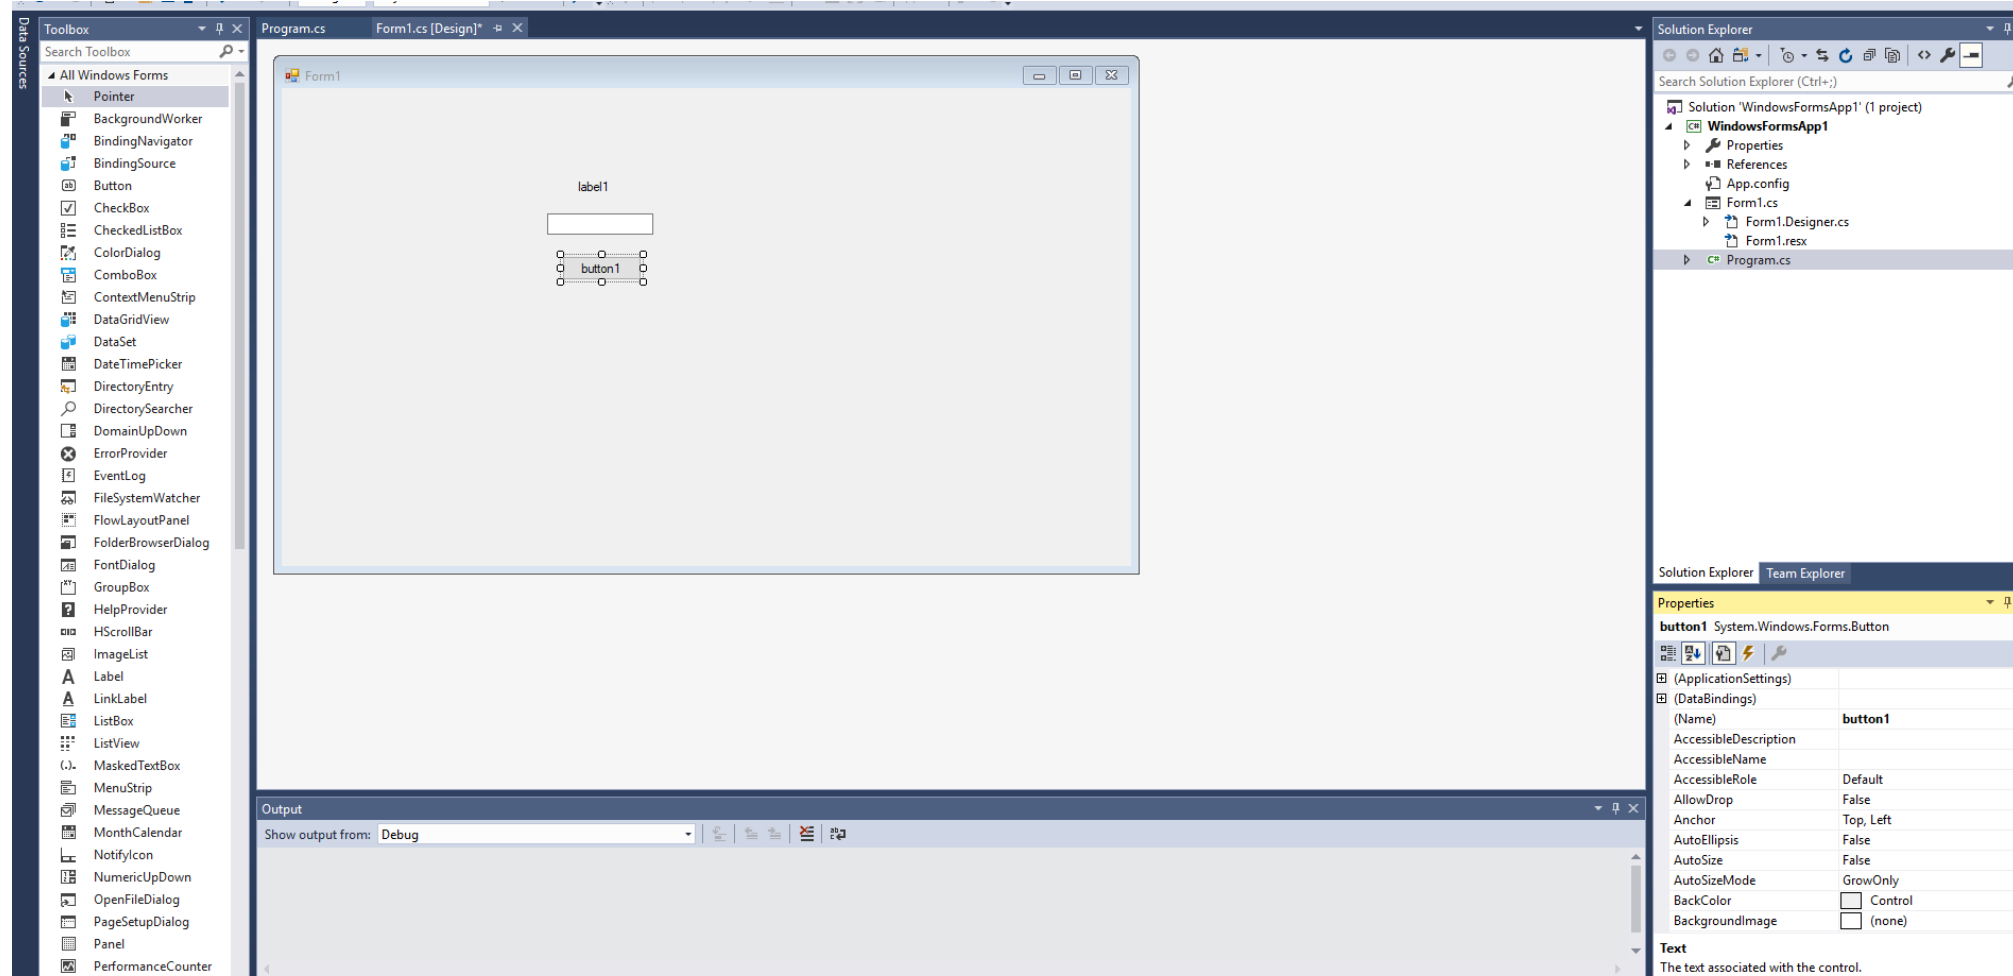 Data Sources
Toolbox
Search Toolbox
All Windows Forms
Pointer
BackgroundWorker
BindingNavigator
BindingSource
Button
CheckBox
CheckedListBox
ColorDialog
ComboBox
ContextMenuStrip
DataGridView
DataSet
DateTimePicker
DirectoryEntry
DirectorySearcher
DomainUpDown
ErrorProvider
EventLog
FileSystemWatcher
FlowLayoutPanel
FolderBrowserDialog
FontDialog
GroupBox
HelpProvider
HScrollBar
ImageList
Label
LinkLabel
ListBox
ListView
MaskedTextBox
MenuStrip
MessageQueue
MonthCalendar
NotifyIcon
NumericUpDown
OpenFileDialog
PageSetupDialog
Panel
PerformanceCounter
Program.cs
Form1.cs [Design]*
Form1
label1
button1
Output
Show output from: Debug
Solution Explorer
Search Solution Explorer (Ctrl+;)
Solution 'WindowsFormsApp1' (1 project)
C# WindowsFormsApp1
Properties
References
App.config
Form1.cs
Form1.Designer.cs
Form1.resx
C# Program.cs
Solution Explorer Team Explorer
Properties
button1 System.Windows.Forms.Button
(ApplicationSettings)
(DataBindings)
(Name) button1
AccessibleDescription
AccessibleName
AccessibleRole Default
AllowDrop False
Anchor Top, Left
AutoEllipsis False
AutoSize False
AutoSizeMode GrowOnly
BackColor Control
BackgroundImage (none)
Text
The text associated with the control.